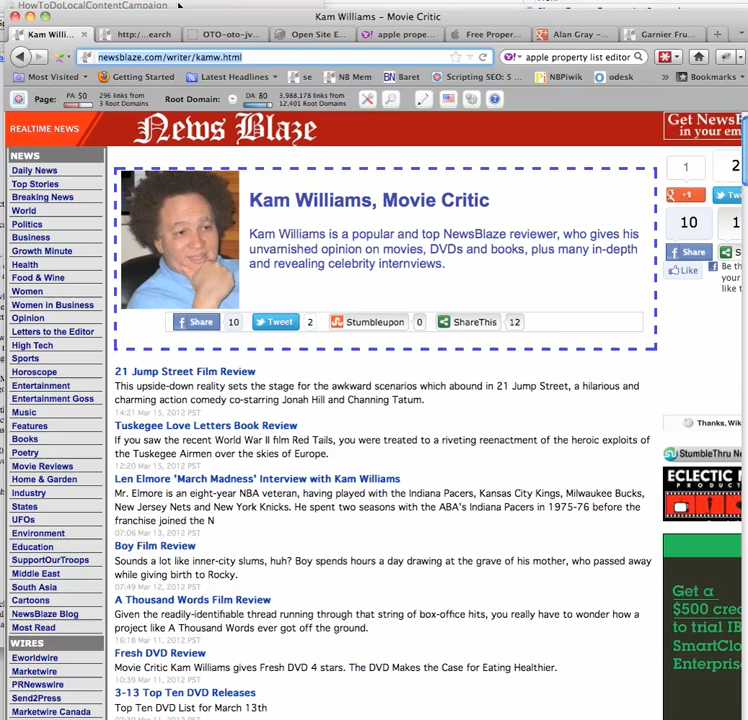 HowToDoLocalContentCampaign
Kam Williams - Movie Critic
Kam Willi...
http:...earch
OTO-oto-jv...
Open Site E...
apple prope...
Free Proper...
Alan Gray -...
Garnier Fru...
newsblaze.com/writer/kamw.html
apple property list editor
Most Visited
Getting Started
Latest Headlines
se
NB Mem
BN Baret
Scripting SEO: 5 ...
NBPiwik
odesk
Bookmarks
Page:
PA: 50
296 links from
3 Root Domains
Root Domain:
DA: 80
3,988,178 links from
12,401 Root Domains
REALTIME NEWS
News Blaze
Get News
in your em
NEWS
Daily News
Top Stories
Breaking News
World
Politics
Business
Growth Minute
Health
Food & Wine
Women
Women in Business
Opinion
Letters to the Editor
High Tech
Sports
Horoscope
Entertainment
Entertainment Goss
Music
Features
Books
Poetry
Movie Reviews
Home & Garden
Industry
States
UFOs
Environment
Education
SupportOurTroops
Middle East
South Asia
Cartoons
NewsBlaze Blog
Most Read
WIRES
Eworldwire
Marketwire
PRNewswire
Send2Press
Marketwire Canada
Kam Williams, Movie Critic
Kam Williams is a popular and top NewsBlaze reviewer, who gives his
unvarnished opinion on movies, DVDs and books, plus many in-depth
and revealing celebrity internviews.
Share
10
Tweet
2
Stumbleupon
0
ShareThis
12
21 Jump Street Film Review
This upside-down reality sets the stage for the awkward scenarios which abound in 21 Jump Street, a hilarious and
charming action comedy co-starring Jonah Hill and Channing Tatum.
14:21 Mar 15, 2012 PST
Tuskegee Love Letters Book Review
If you saw the recent World War II film Red Tails, you were treated to a riveting reenactment of the heroic exploits of
the Tuskegee Airmen over the skies of Europe.
12:20 Mar 15, 2012 PST
Len Elmore 'March Madness' Interview with Kam Williams
Mr. Elmore is an eight-year NBA veteran, having played with the Indiana Pacers, Kansas City Kings, Milwaukee Bucks,
New Jersey Nets and New York Knicks. He spent two seasons with the ABA's Indiana Pacers in 1975-76 before the
franchise joined the N
07:06 Mar 13, 2012 PST
Boy Film Review
Sounds a lot like inner-city slums, huh? Boy spends hours a day drawing at the grave of his mother, who passed away
while giving birth to Rocky.
07:49 Mar 12, 2012 PST
A Thousand Words Film Review
Given the readily-identifiable thread running through that string of box-office hits, you really have to wonder how a
project like A Thousand Words ever got off the ground.
16:18 Mar 11, 2012 PST
Fresh DVD Review
Movie Critic Kam Williams gives Fresh DVD 4 stars. The DVD Makes the Case for Eating Healthier.
10:39 Mar 11, 2012 PST
3-13 Top Ten DVD Releases
Top Ten DVD List for March 13th
1
2
+1
Tw
10
1
Share
S
Like
Be th
your
like t
Thanks, Wik
StumbleThru Ne
ECLECTIC
PRODUC
Get a
$500 cred
to trial IB
SmartClo
Enterpris